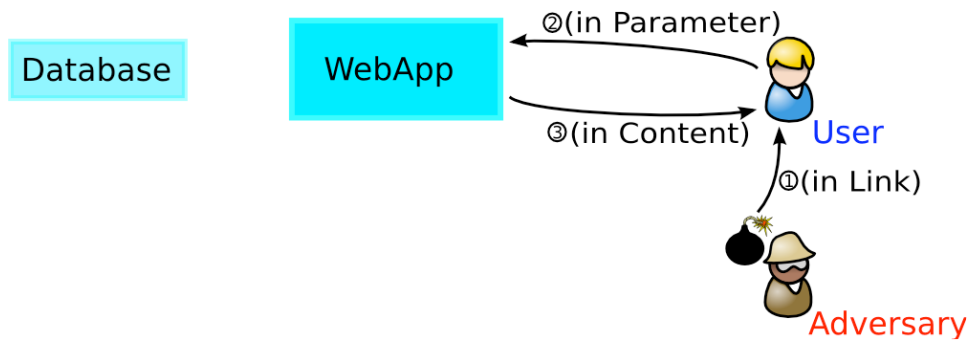 ②(in Parameter)
Database
WebApp
③(in Content)
User
①(in Link)
Adversary